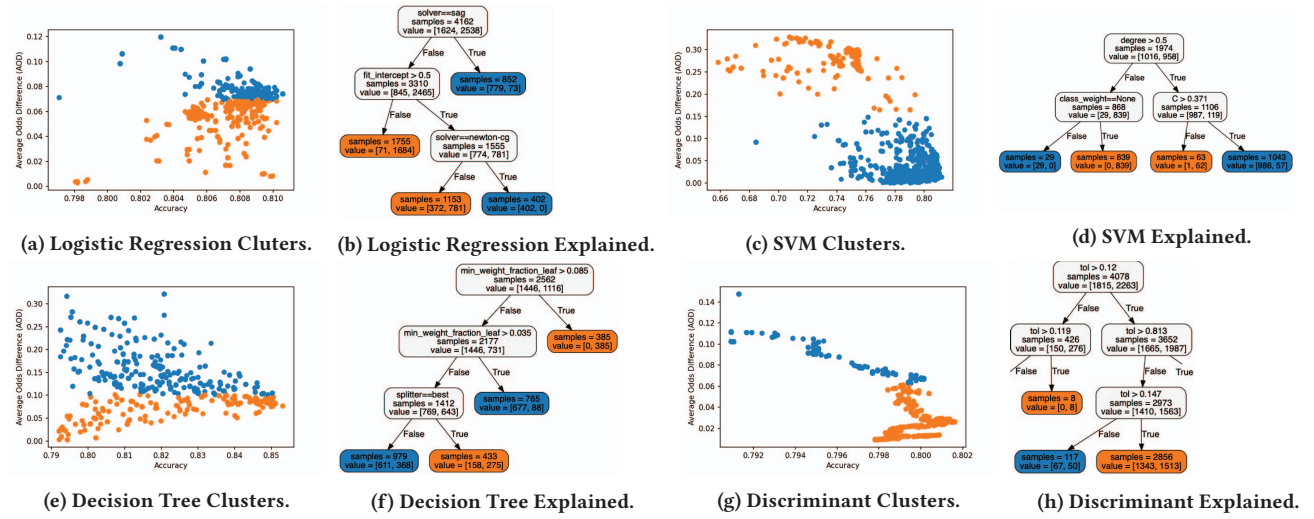 0.12
0.10
0.08
0.06
0.04
0.02
0.00
Average Odds Difference (AOD)
0.798 0.800 0.802 0.804 0.806 0.808 0.810
Accuracy
(a) Logistic Regression Cluters.
solver==sag
samples = 4162
value = [1624, 2538]
False
True
fit_intercept > 0.5
samples = 3310
value = [845, 2465]
samples = 852
value = [779, 73]
False
True
samples = 1755
value = [71, 1684]
solver==newton-cg
samples = 1555
value = [774, 781]
False
True
samples = 1153
value = [372, 781]
samples = 402
value = [402, 0]
(b) Logistic Regression Explained.
0.30
0.25
0.20
0.15
0.10
0.05
0.00
Average Odds Difference (AOD)
0.66 0.68 0.70 0.72 0.74 0.76 0.78 0.80
Accuracy
(c) SVM Clusters.
degree > 0.5
samples = 1974
value = [1016, 958]
False
True
class_weight==None
samples = 868
value = [29, 839]
C > 0.371
samples = 1106
value = [987, 119]
False
True
False
True
samples = 29
value = [29, 0]
samples = 839
value = [0, 839]
samples = 63
value = [1, 62]
samples = 1043
value = [986, 57]
(d) SVM Explained.
0.30
0.25
0.20
0.15
0.10
0.05
0.00
Average Odds Difference (AOD)
0.79 0.80 0.81 0.82 0.83 0.84 0.85
Accuracy
(e) Decision Tree Clusters.
min_weight_fraction_leaf > 0.085
samples = 2562
value = [1446, 1116]
False
True
min_weight_fraction_leaf > 0.035
samples = 2177
value = [1446, 731]
samples = 385
value = [0, 385]
False
True
splitter==best
samples = 1412
value = [769, 643]
samples = 765
value = [677, 88]
False
True
samples = 979
value = [611, 368]
samples = 433
value = [158, 275]
(f) Decision Tree Explained.
0.14
0.12
0.10
0.08
0.06
0.04
0.02
Average Odds Difference (AOD)
0.792 0.794 0.796 0.798 0.800 0.802
Accuracy
(g) Discriminant Clusters.
tol > 0.12
samples = 4078
value = [1815, 2263]
False
True
tol > 0.119
samples = 426
value = [150, 276]
tol > 0.813
samples = 3652
value = [1665, 1987]
False
True
False
True
samples = 8
value = [0, 8]
tol > 0.147
samples = 2973
value = [1410, 1563]
False
True
samples = 117
value = [67, 50]
samples = 2856
value = [1343, 1513]
(h) Discriminant Explained.